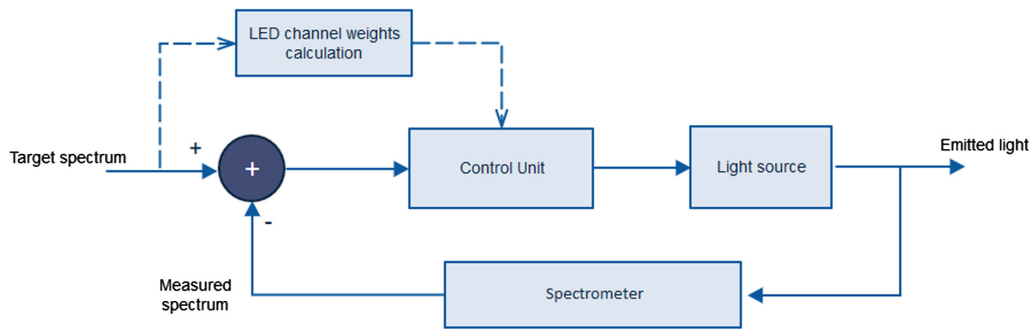 LED channel weights
calculation
Target spectrum
+
+
Control Unit
Light source
Emitted light
-
Measured
spectrum
Spectrometer